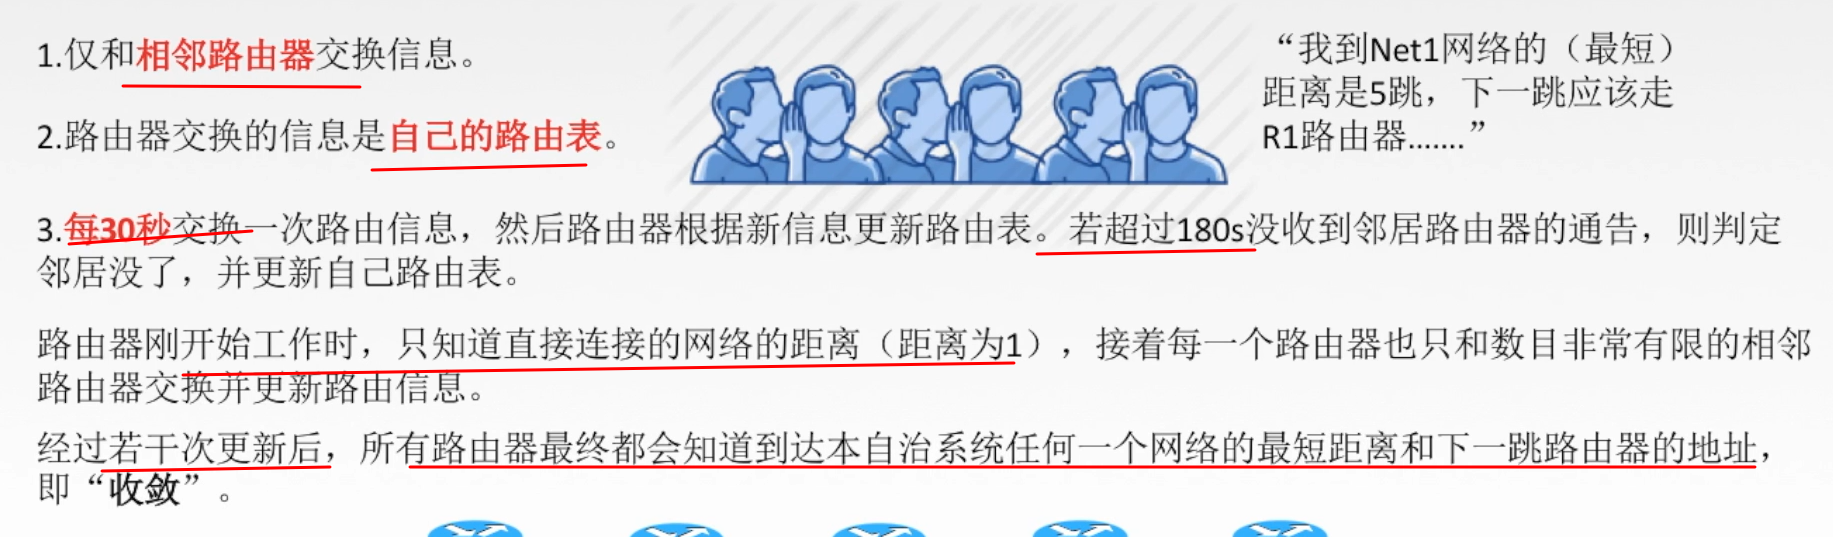 1.仅和相邻路由器交换信息。
2.路由器交换的信息是自己的路由表。
“我到Net1网络的（最短）
距离是5跳，下一跳应该走
R1路由器.......”
3.每30秒交换一次路由信息，然后路由器根据新信息更新路由表。若超过180s没收到邻居路由器的通告，则判定
邻居没了，并更新自己路由表。
路由器刚开始工作时，只知道直接连接的网络的距离（距离为1），接着每一个路由器也只和数目非常有限的相邻
路由器交换并更新路由信息。
经过若干次更新后，所有路由器最终都会知道到达本自治系统任何一个网络的最短距离和下一跳路由器的地址，
即“收敛”。